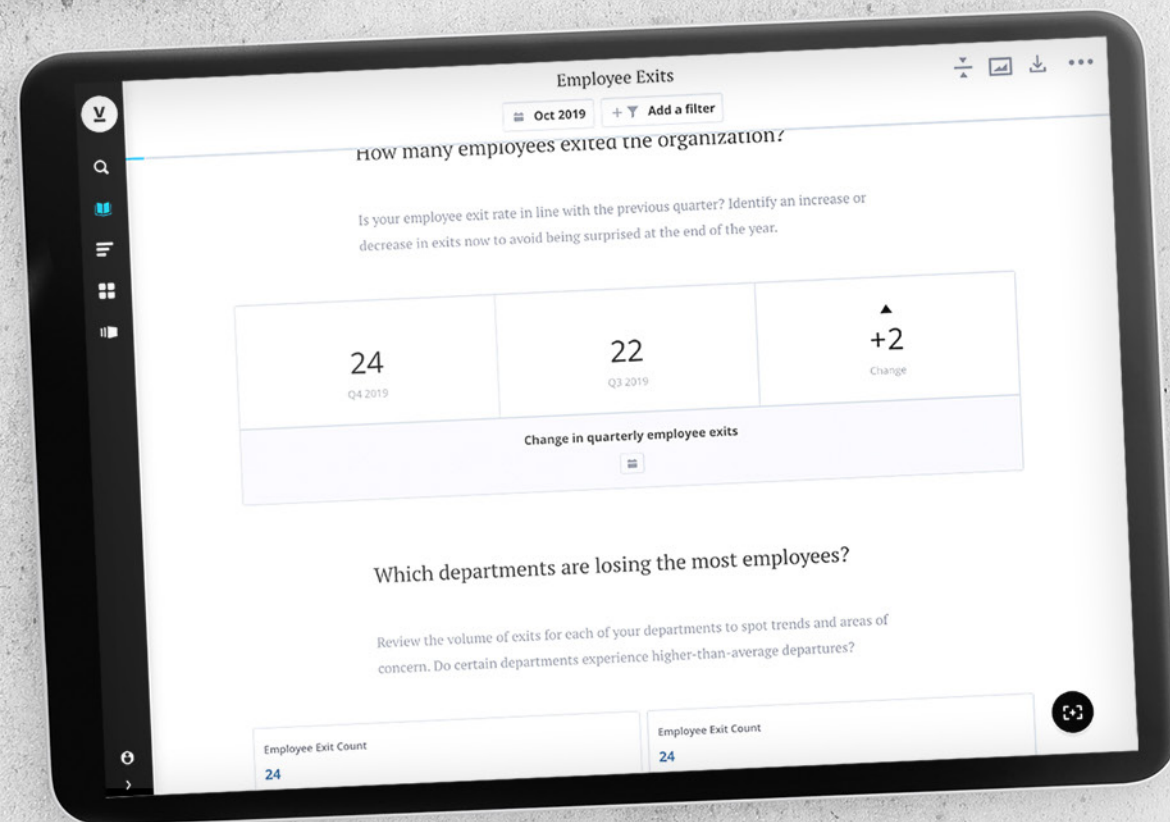 Employee Exits
Oct 2019
Add a filter
How many employees exited the organization?
Is your employee exit rate in line with the previous quarter? Identify an increase or
decrease in exits now to avoid being surprised at the end of the year.
24
Q4 2019
22
Q3 2019
+2
Change
Change in quarterly employee exits
Which departments are losing the most employees?
Review the volume of exits for each of your departments to spot trends and areas of
concern. Do certain departments experience higher-than-average departures?
Employee Exit Count
24
Employee Exit Count
24